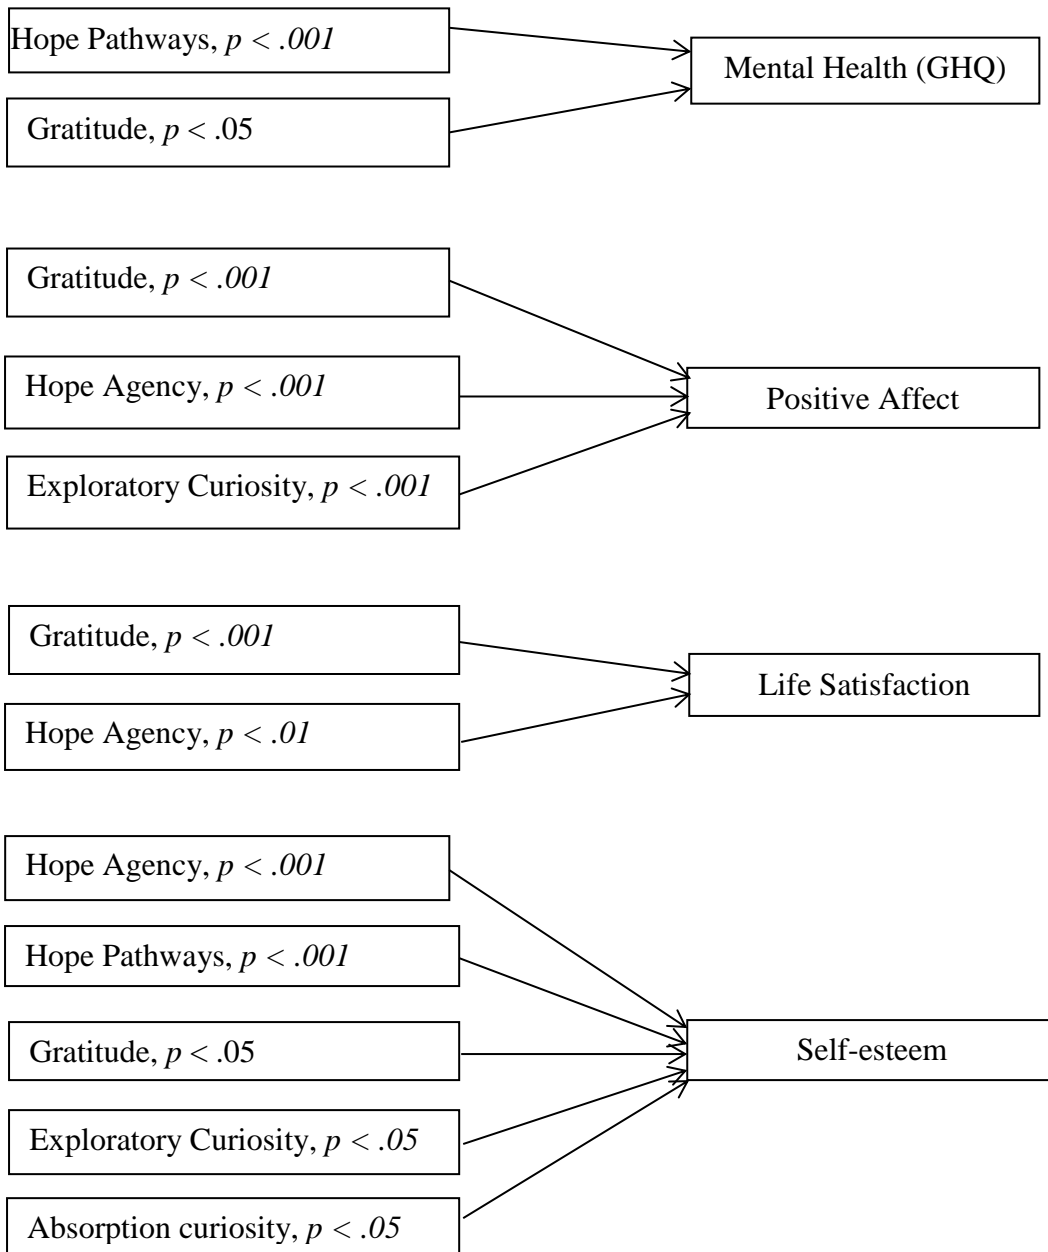 Hope Pathways, p < .001
Mental Health (GHQ)
Gratitude, p < .05
Gratitude, p < .001
Hope Agency, p < .001
Positive Affect
Exploratory Curiosity, p < .001
Gratitude, p < .001
Life Satisfaction
Hope Agency, p < .01
Hope Agency, p < .001
Hope Pathways, p < .001
Gratitude, p < .05
Self-esteem
Exploratory Curiosity, p < .05
Absorption curiosity, p < .05